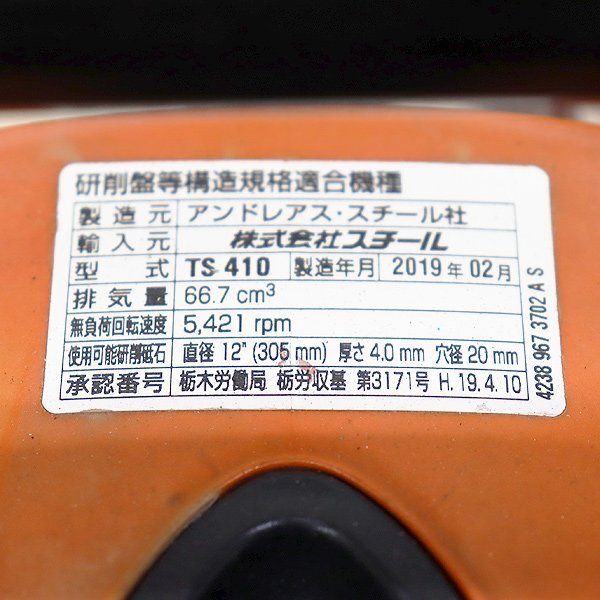 研削盤等構造規格適合機種
製造元 アンドレアス・スチール社
輸入元 株式会社スチール
型式 TS 410 製造年月 2019年02月
排気量 66.7 cm³
無負荷回転速度 5,421 rpm
使用可能研削砥石 直径 12" (305 mm) 厚さ 4.0 mm 穴径 20 mm
承認番号 栃木労働局 栃労収基 第3171号 H.19.4.10
4238 967 3702 A S